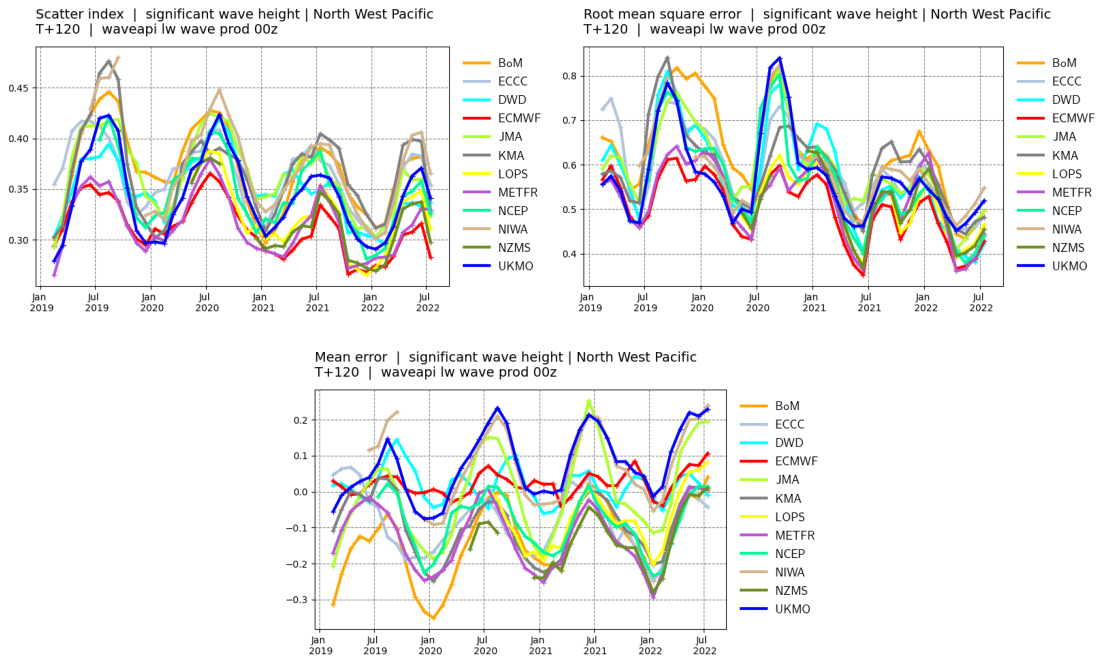 Scatter index | significant wave height | North West Pacific
T+120 | waveapi lw wave prod 00z
0.45
0.40
0.35
0.30
Jan
2019
Jul
2019
Jan
2020
Jul
2020
Jan
2021
Jul
2021
Jan
2022
Jul
2022
BoM
ECCC
DWD
ECMWF
JMA
KMA
LOPS
METFR
NCEP
NIWA
NZMS
UKMO
Root mean square error | significant wave height | North West Pacific
T+120 | waveapi lw wave prod 00z
0.8
0.7
0.6
0.5
0.4
Jan
2019
Jul
2019
Jan
2020
Jul
2020
Jan
2021
Jul
2021
Jan
2022
Jul
2022
BoM
ECCC
DWD
ECMWF
JMA
KMA
LOPS
METFR
NCEP
NIWA
NZMS
UKMO
Mean error | significant wave height | North West Pacific
T+120 | waveapi lw wave prod 00z
0.2
0.1
0.0
−0.1
−0.2
−0.3
Jan
2019
Jul
2019
Jan
2020
Jul
2020
Jan
2021
Jul
2021
Jan
2022
Jul
2022
BoM
ECCC
DWD
ECMWF
JMA
KMA
LOPS
METFR
NCEP
NIWA
NZMS
UKMO